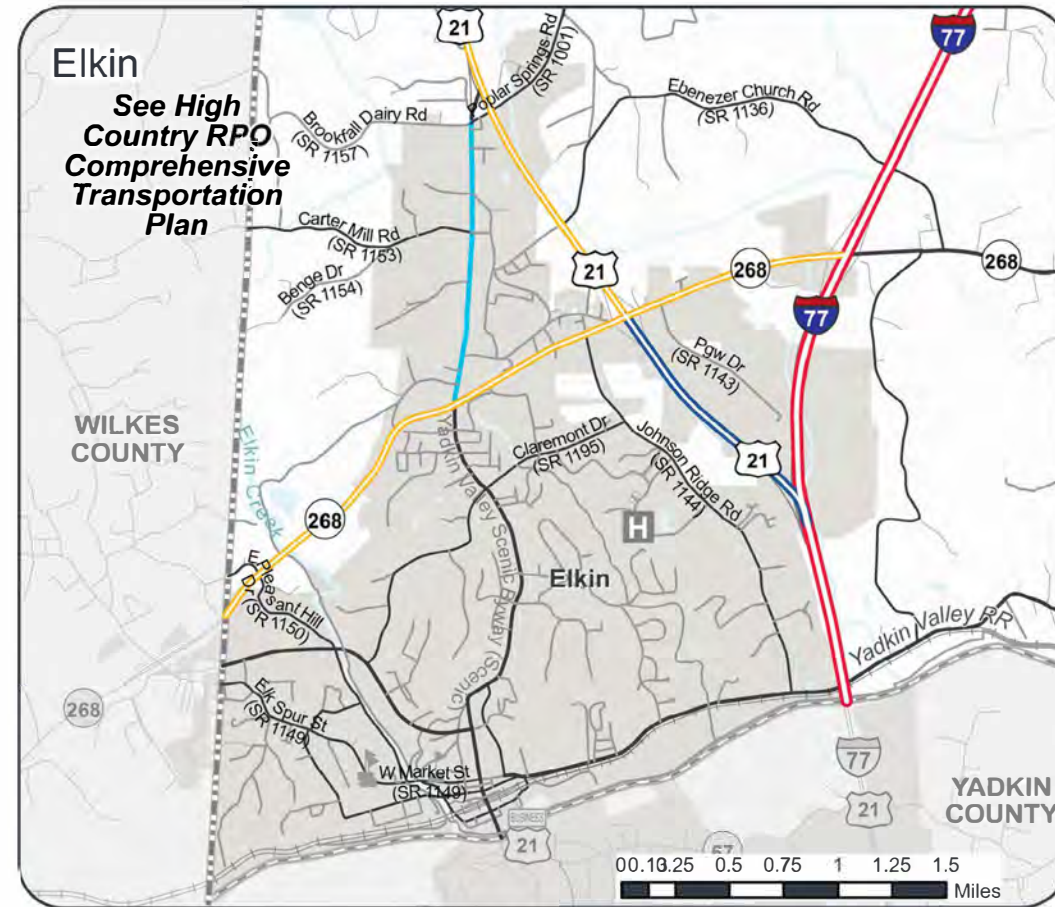 Elkin
See High
Country RPO
Comprehensive
Transportation
Plan
21
77
Poplar Springs Rd
(SR 1001)
Brookfall Dairy Rd
(SR 1157)
Ebenezer Church Rd
(SR 1136)
Carter Mill Rd
(SR 1153)
Benge Dr
(SR 1154)
21
268
268
77
Pgw Dr
(SR 1143)
WILKES
COUNTY
Elkin Creek
Yadkin Valley Scenic Byway (Scenic
Claremont Dr
(SR 1195)
Johnson Ridge Rd
(SR 1144)
21
268
H
Elkin
E Pleasant Hill
Dr (SR 1150)
Yadkin Valley RR
268
Elk Spur St
(SR 1149)
W Market St
(SR 1149)
77
21
YADKIN
COUNTY
BUSINESS
21
67
00.13.25 0.5 0.75 1 1.25 1.5
Miles